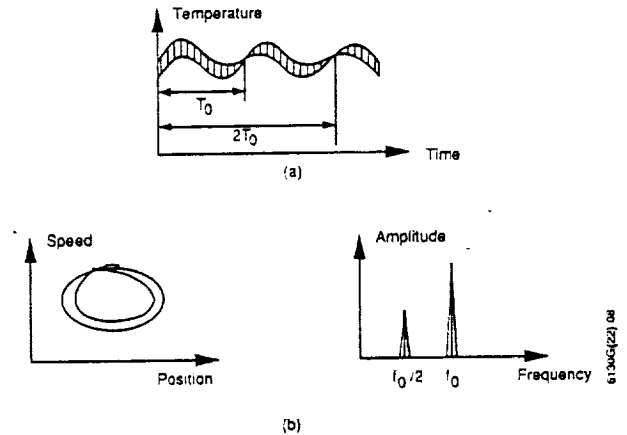 Temperature
T0
2T0
Time
(a)
Speed
Position
Amplitude
f0/2 f0
Frequency
(b)
6130G(22) 08